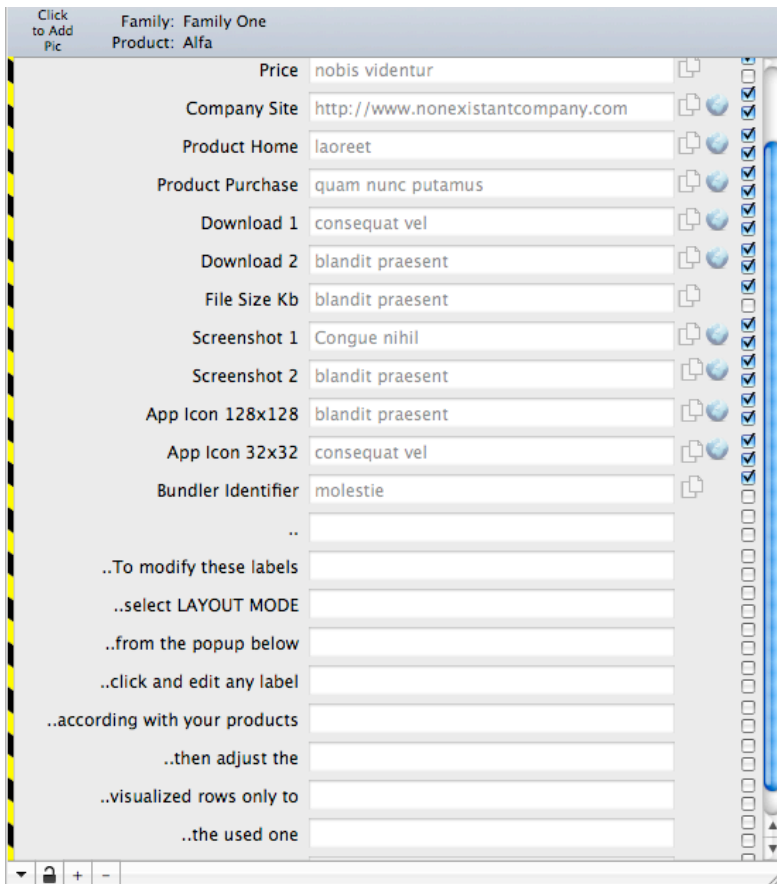 Click
to Add
Pic
Family: Family One
Product: Alfa
Price nobis videntur
Company Site http://www.nonexistantcompany.com
Product Home laoreet
Product Purchase quam nunc putamus
Download 1 consequat vel
Download 2 blandit praesent
File Size Kb blandit praesent
Screenshot 1 Congue nihil
Screenshot 2 blandit praesent
App Icon 128x128 blandit praesent
App Icon 32x32 consequat vel
Bundler Identifier molestie
..
..To modify these labels
..select LAYOUT MODE
..from the popup below
..click and edit any label
..according with your products
..then adjust the
..visualized rows only to
..the used one